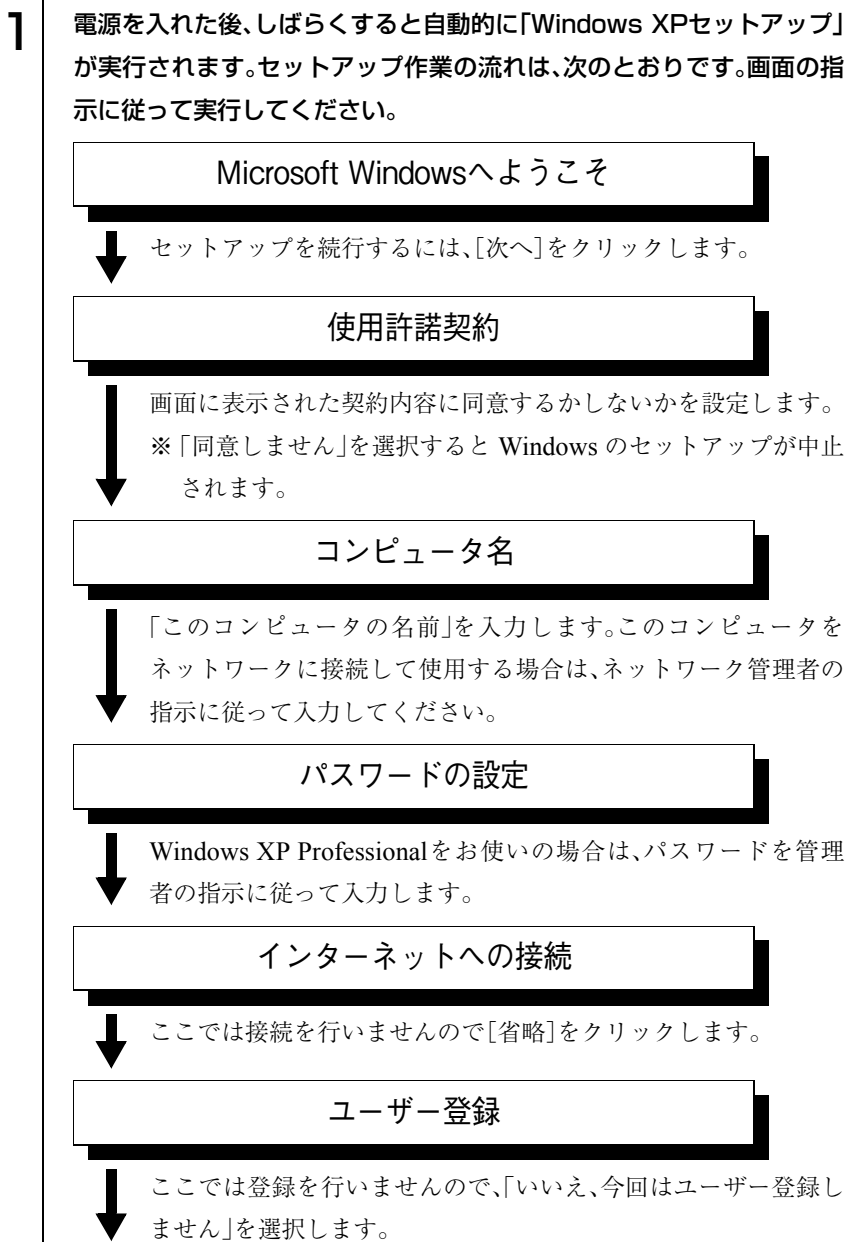 1
電源を入れた後、しばらくすると自動的に「Windows XPセットアップ」
が実行されます。セットアップ作業の流れは、次のとおりです。画面の指
示に従って実行してください。
Microsoft Windowsへようこそ
セットアップを続行するには、[次へ]をクリックします。
使用許諾契約
画面に表示された契約内容に同意するかしないかを設定します。
※「同意しません」を選択すると Windows のセットアップが中止
されます。
コンピュータ名
「このコンピュータの名前」を入力します。このコンピュータを
ネットワークに接続して使用する場合は、ネットワーク管理者の
指示に従って入力してください。
パスワードの設定
Windows XP Professionalをお使いの場合は、パスワードを管理
者の指示に従って入力します。
インターネットへの接続
ここでは接続を行いませんので[省略]をクリックします。
ユーザー登録
ここでは登録を行いませんので、「いいえ、今回はユーザー登録し
ません」を選択します。